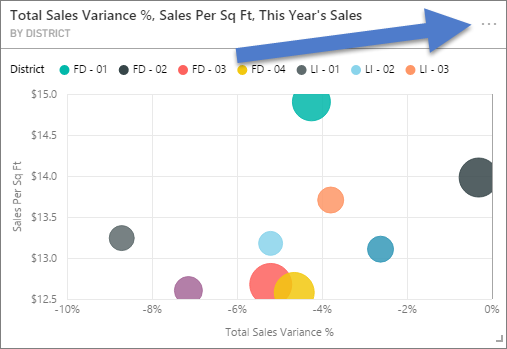 Total Sales Variance %, Sales Per Sq Ft, This Year's Sales
BY DISTRICT
District FD - 01 FD - 02 FD - 03 FD - 04 LI - 01 LI - 02 LI - 03
$15.0
$14.5
$14.0
$13.5
$13.0
$12.5
Sales Per Sq Ft
-10% -8% -6% -4% -2% 0%
Total Sales Variance %